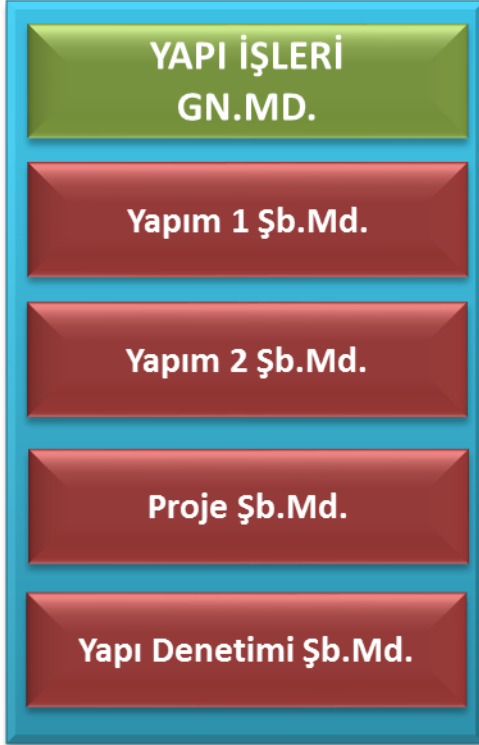 YAPI İŞLERİ
GN.MD.
Yapım 1 Şb.Md.
Yapım 2 Şb.Md.
Proje Şb.Md.
Yapı Denetimi Şb.Md.